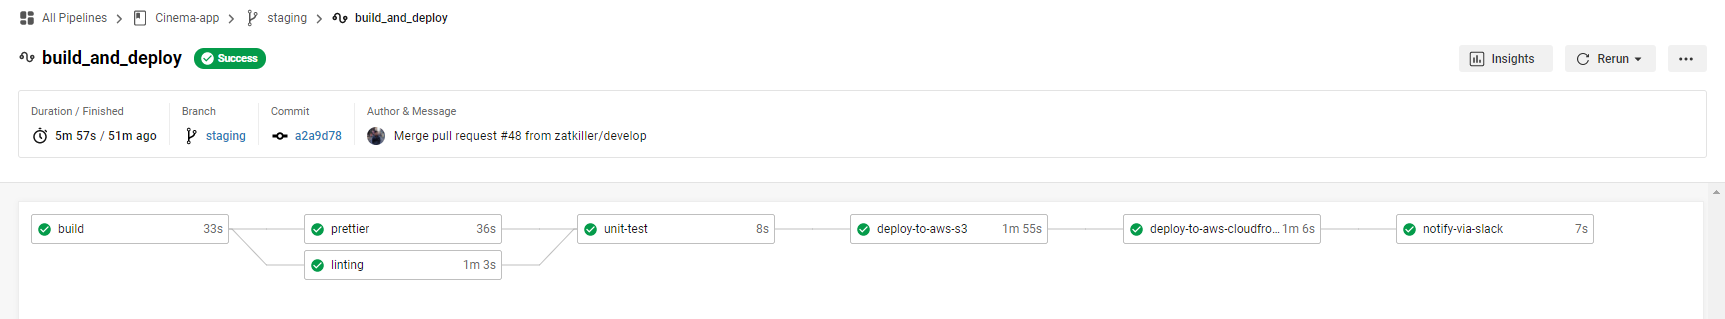 All Pipelines > Cinema-app > staging > build_and_deploy
build_and_deploy Success Insights Rerun
Duration / Finished Branch Commit Author & Message
5m 57s / 51m ago staging a2a9d78 Merge pull request #48 from zatkiller/develop
build 33s prettier 36s unit-test 8s deploy-to-aws-s3 1m 55s deploy-to-aws-cloudfro... 1m 6s notify-via-slack 7s
linting 1m 3s